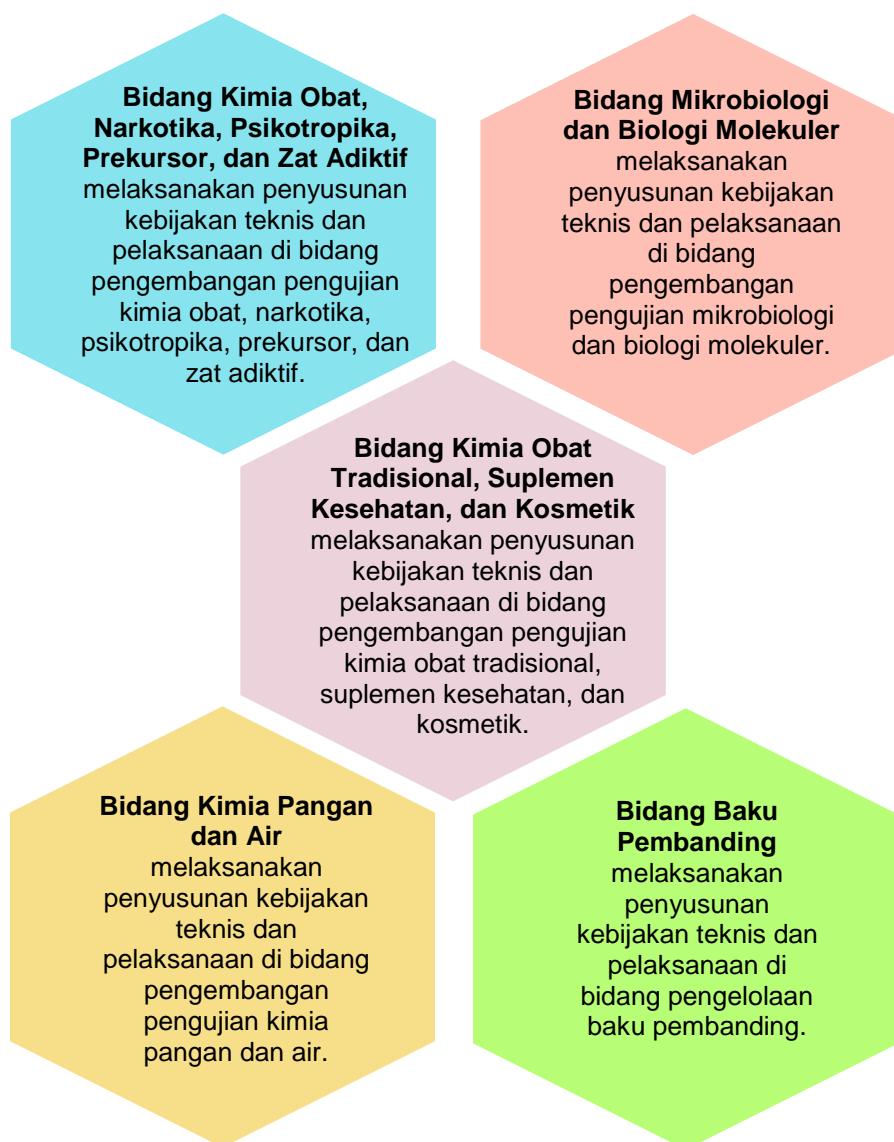 Bidang Kimia Obat,
Narkotika, Psikotropika,
Prekursor, dan Zat Adiktif
melaksanakan penyusunan
kebijakan teknis dan
pelaksanaan di bidang
pengembangan pengujian
kimia obat, narkotika,
psikotropika, prekursor, dan
zat adiktif.
Bidang Mikrobiologi
dan Biologi Molekuler
melaksanakan
penyusunan kebijakan
teknis dan pelaksanaan
di bidang
pengembangan
pengujian mikrobiologi
dan biologi molekuler.
Bidang Kimia Obat
Tradisional, Suplemen
Kesehatan, dan Kosmetik
melaksanakan penyusunan
kebijakan teknis dan
pelaksanaan di bidang
pengembangan pengujian
kimia obat tradisional,
suplemen kesehatan, dan
kosmetik.
Bidang Kimia Pangan
dan Air
melaksanakan
penyusunan kebijakan
teknis dan
pelaksanaan di bidang
pengembangan
pengujian kimia
pangan dan air.
Bidang Baku
Pembanding
melaksanakan
penyusunan
kebijakan teknis dan
pelaksanaan di
bidang pengelolaan
baku pembanding.